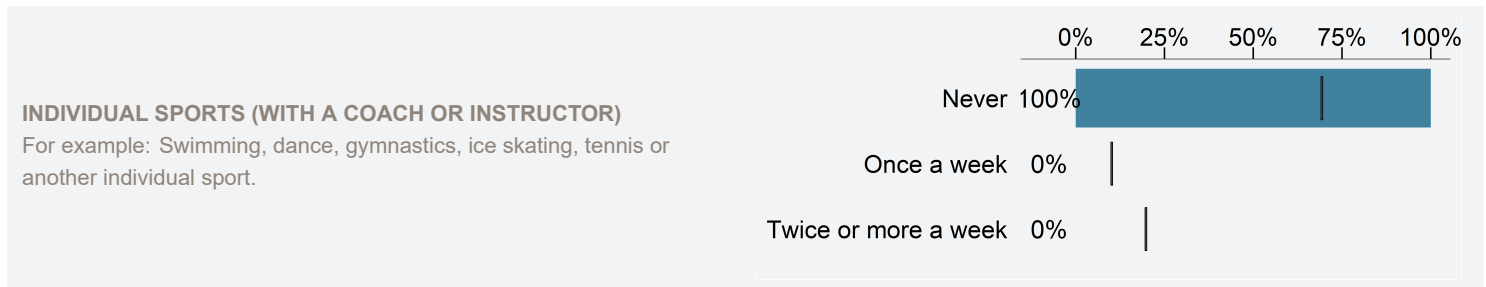 INDIVIDUAL SPORTS (WITH A COACH OR INSTRUCTOR)
For example: Swimming, dance, gymnastics, ice skating, tennis or
another individual sport.
0% 25% 50% 75% 100%
Never 100%
Once a week 0%
Twice or more a week 0%